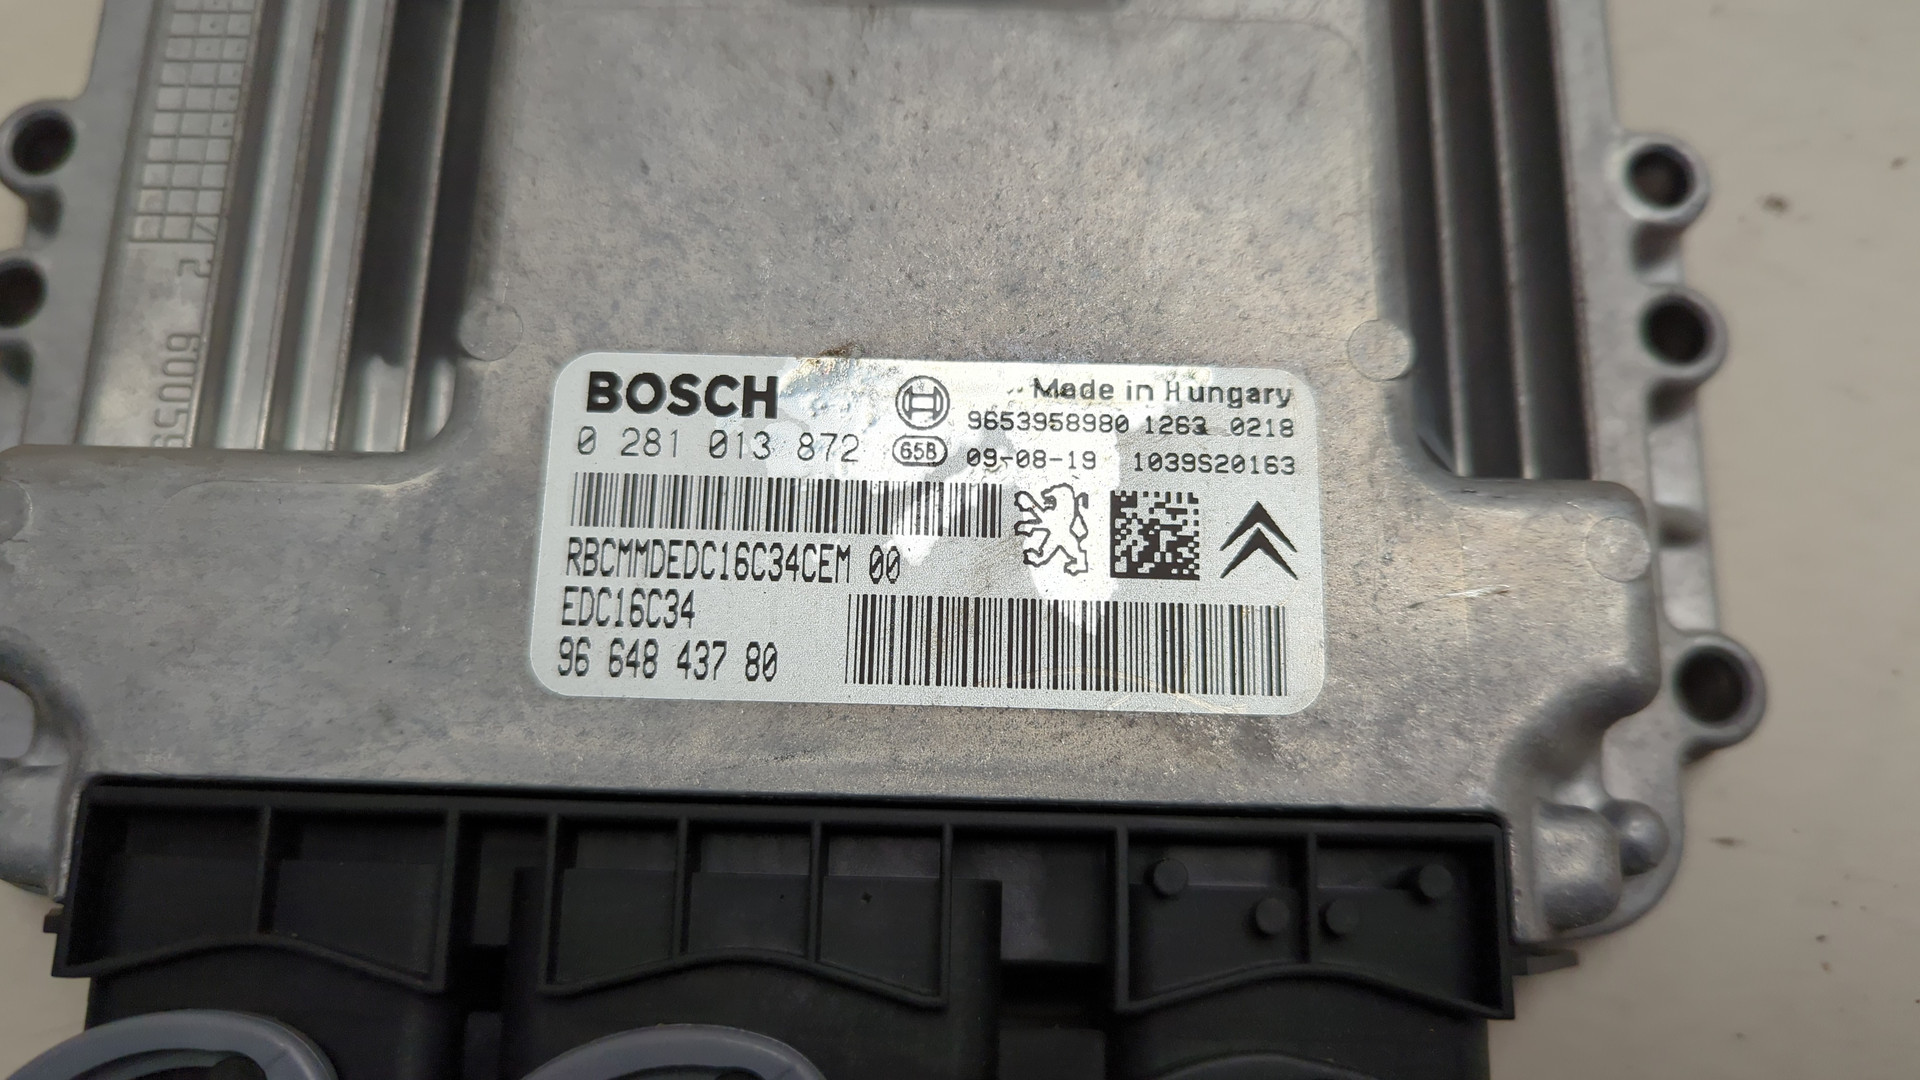 BOSCH
Made in Hungary
9653958980 1263 0218
0 281 013 872
65B
09-08-19 1039S20163
RBCMMDEDC16C34CEM 00
EDC16C34
96 648 437 80